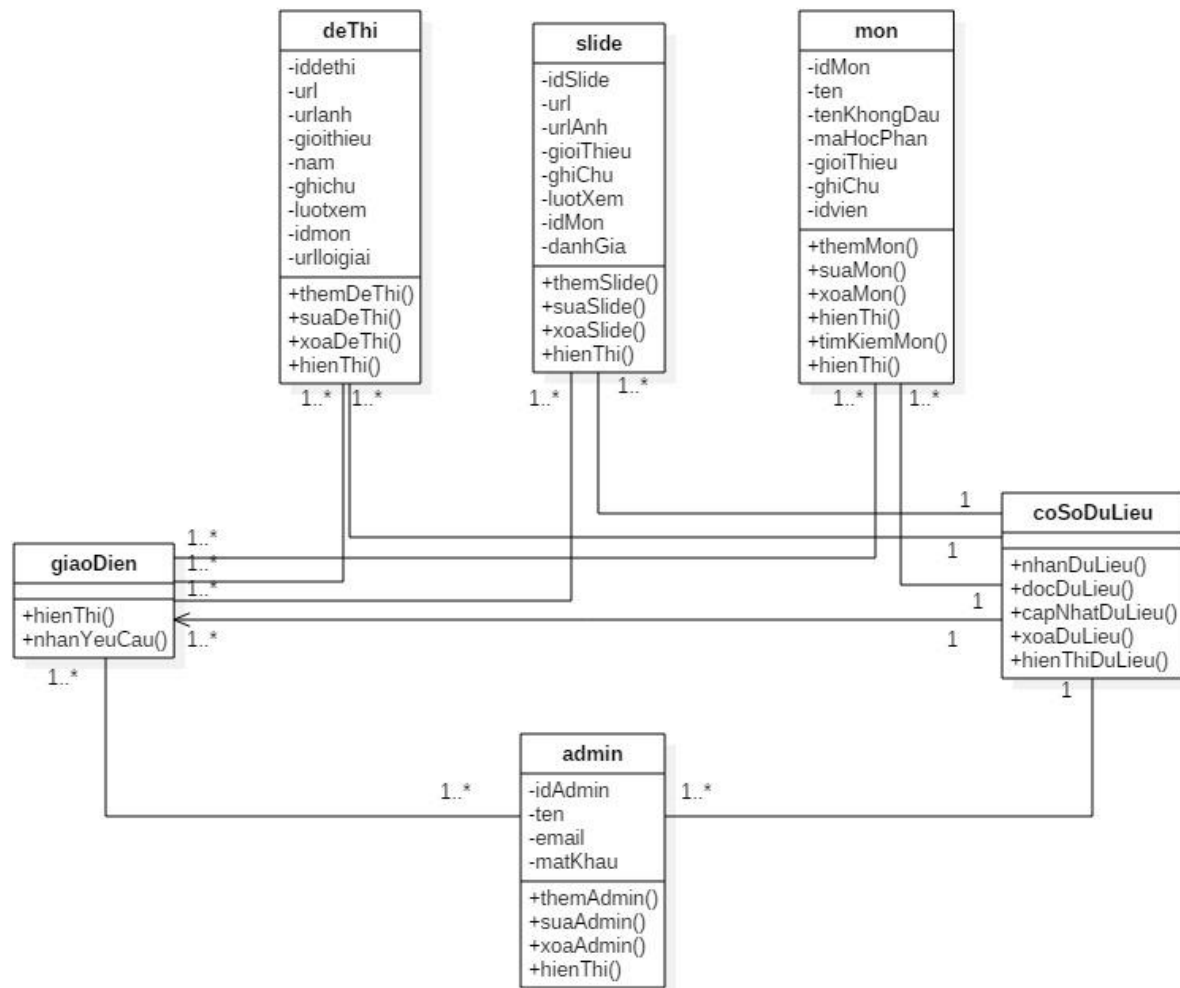 deThi
-iddethi
-url
-urlanh
-gioithieu
-nam
-ghichu
-luotxem
-idmon
-urlloigiai
+themDeThi()
+suaDeThi()
+xoaDeThi()
+hienThi()
slide
-idSlide
-url
-urlAnh
-gioiThieu
-ghiChu
-luotXem
-idMon
-danhGia
+themSlide()
+suaSlide()
+xoaSlide()
+hienThi()
mon
-idMon
-ten
-tenKhongDau
-maHocPhan
-gioiThieu
-ghiChu
-idvien
+themMon()
+suaMon()
+xoaMon()
+hienThi()
+timKiemMon()
+hienThi()
1..*
1..*
1..*
1..*
1..*
1..*
giaoDien
+hienThi()
+nhanYeuCau()
1..*
1..*
1..*
1..*
1..*
coSoDuLieu
+nhanDuLieu()
+docDuLieu()
+capNhatDuLieu()
+xoaDuLieu()
+hienThiDuLieu()
1
1
1
1
1
admin
-idAdmin
-ten
-email
-matKhau
+themAdmin()
+suaAdmin()
+xoaAdmin()
+hienThi()
1..*
1..*